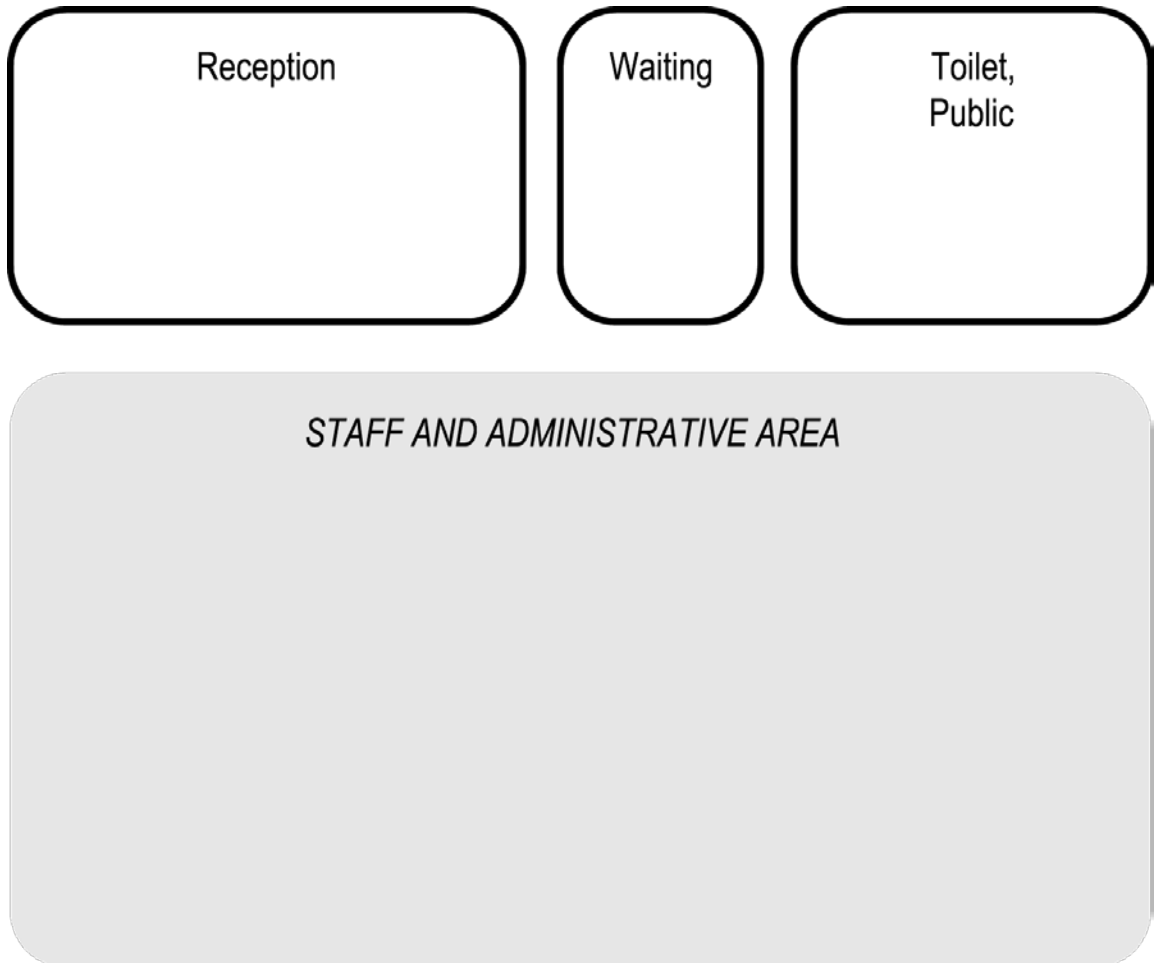 Reception
Waiting
Toilet,
Public
STAFF AND ADMINISTRATIVE AREA